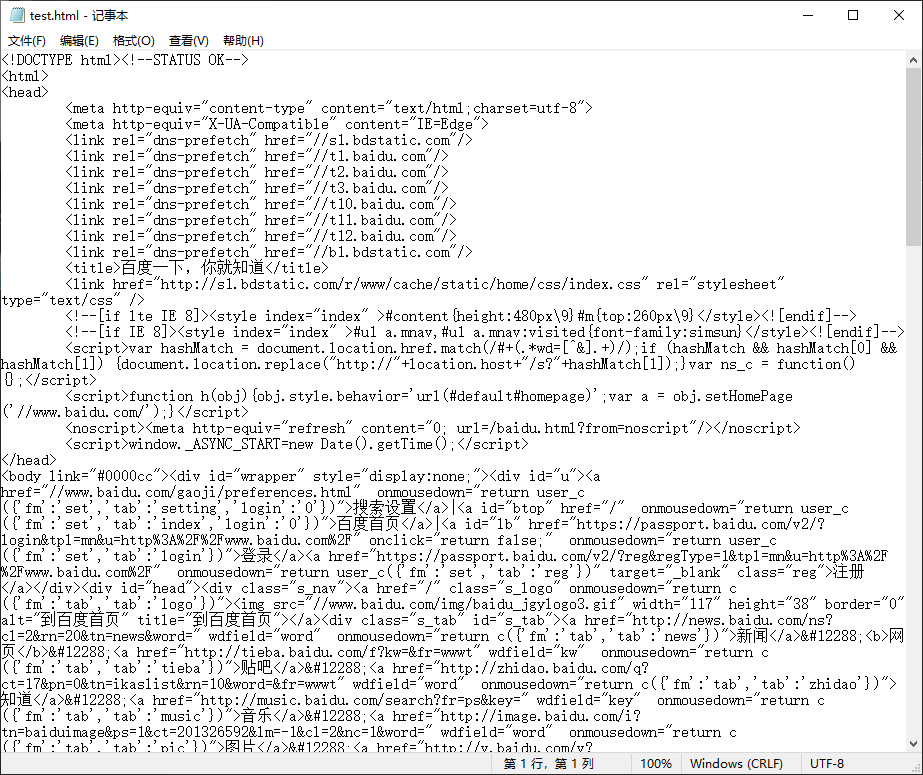 test.html - 记事本
文件(F) 编辑(E) 格式(O) 查看(V) 帮助(H)
<!DOCTYPE html><!--STATUS OK-->
<html>
<head>
        <meta http-equiv="content-type" content="text/html;charset=utf-8">
        <meta http-equiv="X-UA-Compatible" content="IE=Edge">
        <link rel="dns-prefetch" href="//s1.bdstatic.com"/>
        <link rel="dns-prefetch" href="//t1.baidu.com"/>
        <link rel="dns-prefetch" href="//t2.baidu.com"/>
        <link rel="dns-prefetch" href="//t3.baidu.com"/>
        <link rel="dns-prefetch" href="//t10.baidu.com"/>
        <link rel="dns-prefetch" href="//t11.baidu.com"/>
        <link rel="dns-prefetch" href="//t12.baidu.com"/>
        <link rel="dns-prefetch" href="//b1.bdstatic.com"/>
        <title>百度一下，你就知道</title>
        <link href="http://s1.bdstatic.com/r/www/cache/static/home/css/index.css" rel="stylesheet"
type="text/css" />
        <!--[if lte IE 8]><style index="index" >#content{height:480px\9}#m{top:260px\9}</style><![endif]-->
        <!--[if IE 8]><style index="index" >#u1 a.mnav,#u1 a.mnav:visited{font-family:simsun}</style><![endif]-->
        <script>var hashMatch = document.location.href.match(/#+(.*wd=[^&].+)/);if (hashMatch && hashMatch[0] &&
hashMatch[1]) {document.location.replace("http://"+location.host+"/s?"+hashMatch[1]);}var ns_c = function()
{};</script>
        <script>function h(obj){obj.style.behavior='url(#default#homepage)';var a = obj.setHomePage
('//www.baidu.com/');}</script>
        <noscript><meta http-equiv="refresh" content="0; url=/baidu.html?from=noscript"/></noscript>
        <script>window._ASYNC_START=new Date().getTime();</script>
</head>
<body link="#0000cc"><div id="wrapper" style="display:none;"><div id="u"><a
href="//www.baidu.com/gaoji/preferences.html"  onmousedown="return user_c
({'fm':'set','tab':'setting','login':'0'})">搜索设置</a>|<a id="btop" href="/"  onmousedown="return user_c
({'fm':'set','tab':'index','login':'0'})">百度首页</a>|<a id="lb" href="https://passport.baidu.com/v2/?
login&tpl=mn&u=http%3A%2F%2Fwww.baidu.com%2F" onclick="return false;"  onmousedown="return user_c
({'fm':'set','tab':'login'})">登录</a><a href="https://passport.baidu.com/v2/?reg&regType=1&tpl=mn&u=http%3A%2F
%2Fwww.baidu.com%2F"  onmousedown="return user_c({'fm':'set','tab':'reg'})" target="_blank" class="reg">注册
</a></div><div id="head"><div class="s_nav"><a href="/" class="s_logo" onmousedown="return c
({'fm':'tab','tab':'logo'})"><img src="//www.baidu.com/img/baidu_jgylogo3.gif" width="117" height="38" border="0"
alt="到百度首页" title="到百度首页"></a><div class="s_tab" id="s_tab"><a href="http://news.baidu.com/ns?
cl=2&rn=20&tn=news&word=" wdfield="word"  onmousedown="return c({'fm':'tab','tab':'news'})">新闻</a>&#12288;<b>网
页</b>&#12288;<a href="http://tieba.baidu.com/f?kw=&fr=wwwt" wdfield="kw"  onmousedown="return c
({'fm':'tab','tab':'tieba'})">贴吧</a>&#12288;<a href="http://zhidao.baidu.com/q?
ct=17&pn=0&tn=ikaslist&rn=10&word=&fr=wwwt" wdfield="word"  onmousedown="return c({'fm':'tab','tab':'zhidao'})">
知道</a>&#12288;<a href="http://music.baidu.com/search?fr=ps&key=" wdfield="key"  onmousedown="return c
({'fm':'tab','tab':'music'})">音乐</a>&#12288;<a href="http://image.baidu.com/i?
tn=baiduimage&ps=1&ct=201326592&lm=-1&cl=2&nc=1&word=" wdfield="word"  onmousedown="return c
({'fm':'tab','tab':'pic'})">图片</a>&#12288;<a href="http://v.baidu.com/v?
第 1 行，第 1 列 100% Windows (CRLF) UTF-8